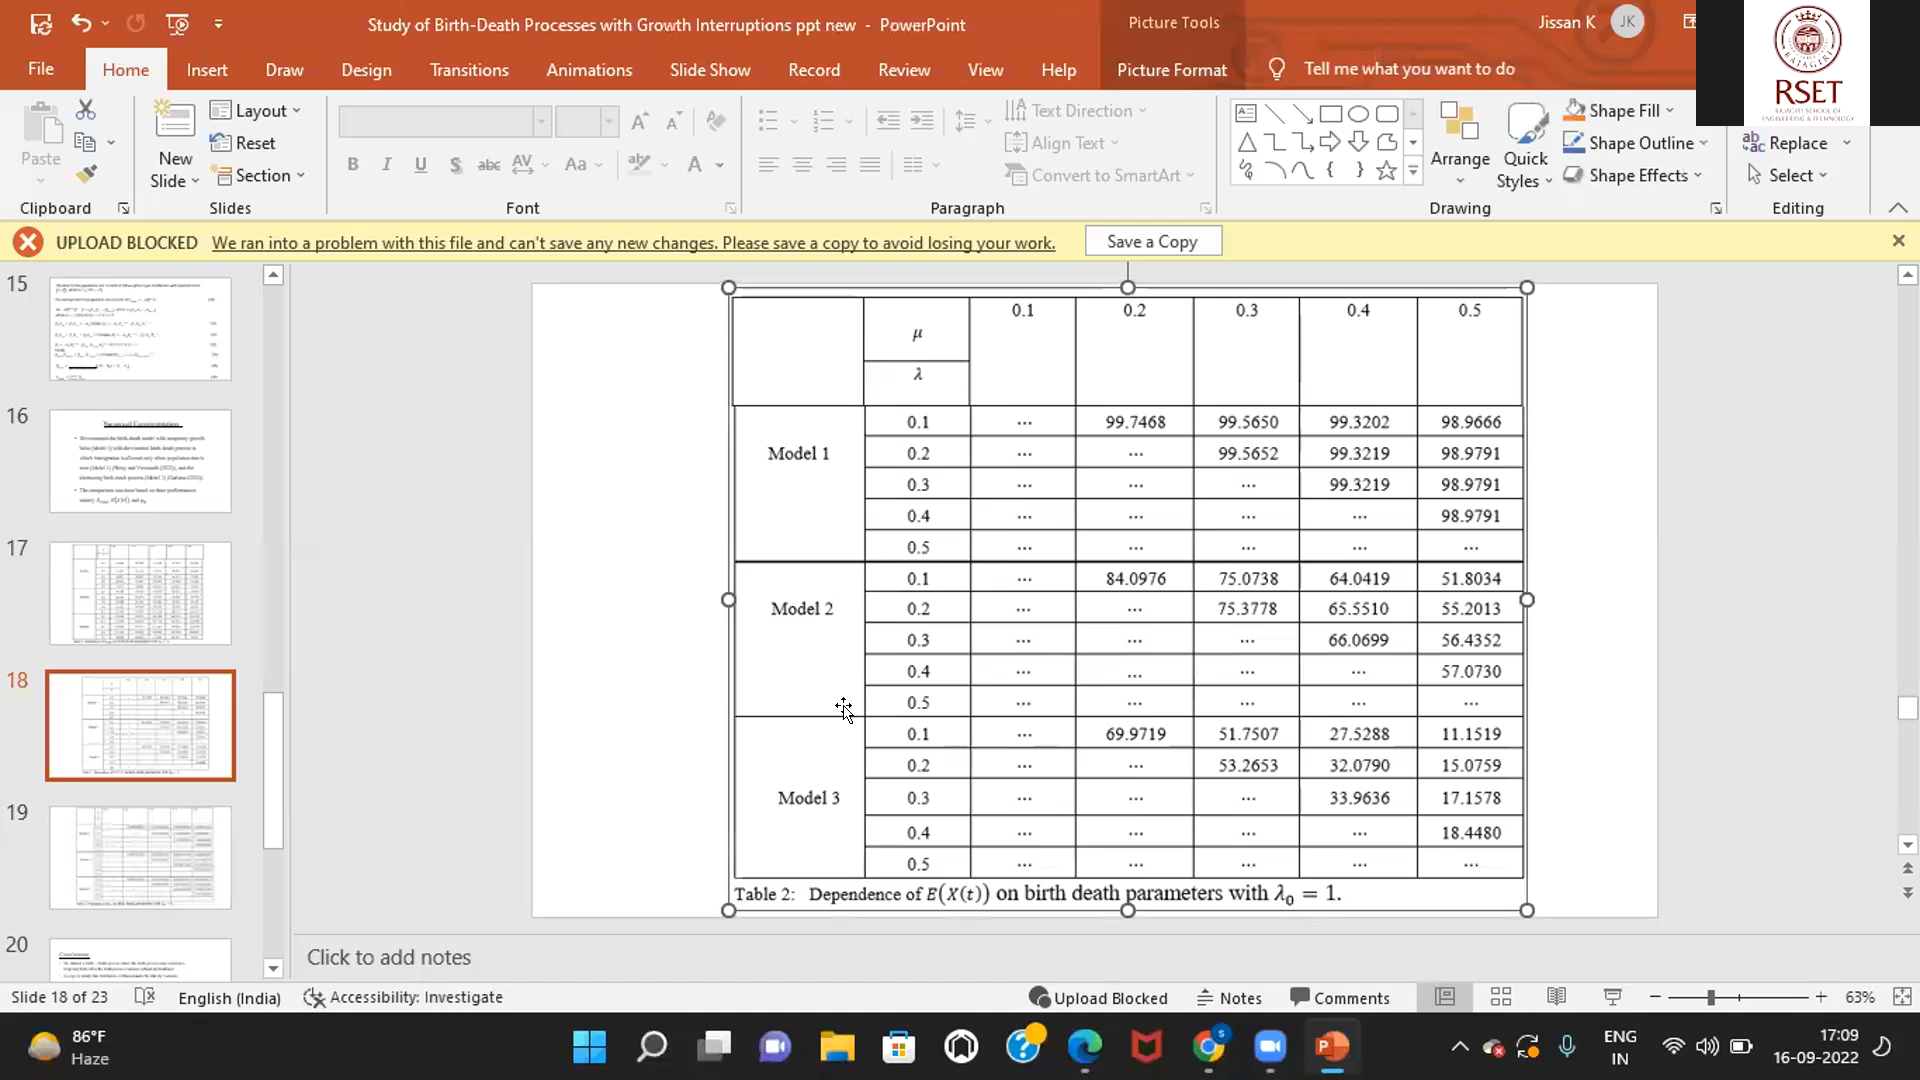 Study of Birth-Death Processes with Growth Interruptions ppt new - PowerPoint
Picture Tools
Jissan K
JK
RSET
RAJAGIRI SCHOOL OF
ENGINEERING & TECHNOLOGY
File Home Insert Draw Design Transitions Animations Slide Show Record Review View Help Picture Format Tell me what you want to do
Paste
New Slide
Layout
Reset
Section
B I U S abc AV Aa A
Text Direction
Align Text
Convert to SmartArt
Arrange
Quick Styles
Shape Fill
Shape Outline
Shape Effects
Replace
Select
Clipboard Slides Font Paragraph Drawing Editing
UPLOAD BLOCKED We ran into a problem with this file and can't save any new changes. Please save a copy to avoid losing your work. Save a Copy
15
16
17
18
19
20
μ 0.1 0.2 0.3 0.4 0.5
λ
0.1 ... 99.7468 99.5650 99.3202 98.9666
Model 1 0.2 ... ... 99.5652 99.3219 98.9791
0.3 ... ... ... 99.3219 98.9791
0.4 ... ... ... ... 98.9791
0.5 ... ... ... ... ...
0.1 ... 84.0976 75.0738 64.0419 51.8034
Model 2 0.2 ... ... 75.3778 65.5510 55.2013
0.3 ... ... ... 66.0699 56.4352
0.4 ... ... ... ... 57.0730
0.5 ... ... ... ... ...
0.1 ... 69.9719 51.7507 27.5288 11.1519
0.2 ... ... 53.2653 32.0790 15.0759
Model 3 0.3 ... ... ... 33.9636 17.1578
0.4 ... ... ... ... 18.4480
0.5 ... ... ... ... ...
Table 2: Dependence of E(X(t)) on birth death parameters with λ₀ = 1.
Click to add notes
Slide 18 of 23 English (India) Accessibility: Investigate Upload Blocked Notes Comments 63%
86°F
Haze
ENG
IN
17:09
16-09-2022